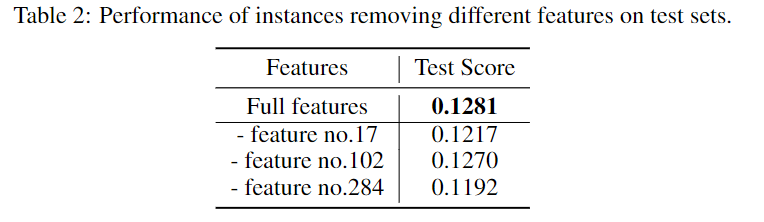 Table 2: Performance of instances removing different features on test sets.
Features Test Score
Full features 0.1281
- feature no.17 0.1217
- feature no.102 0.1270
- feature no.284 0.1192